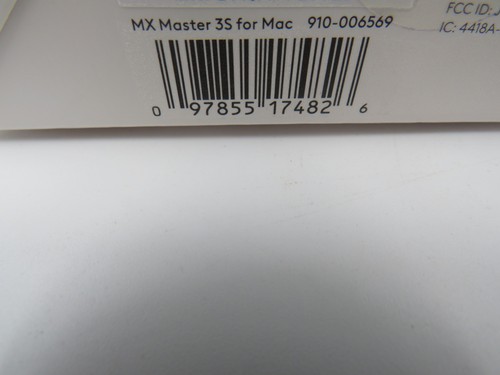 FCC ID: J
MX Master 3S for Mac 910-006569
IC: 4418A-
0 97855 17482 6